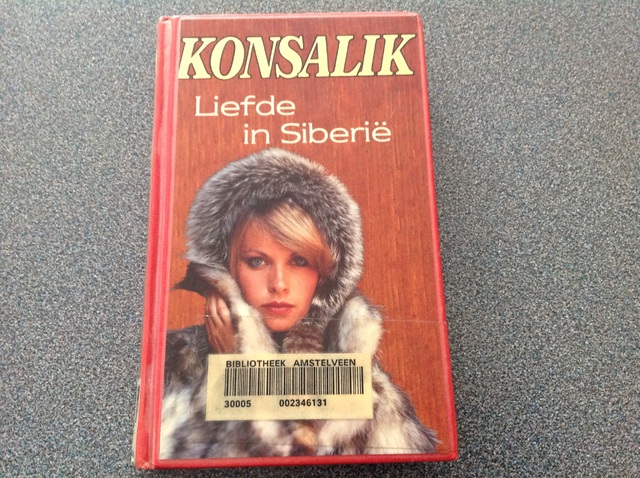 KONSALIK
Liefde
in Siberië
BIBLIOTHEEK AMSTELVEEN
30005 002346131